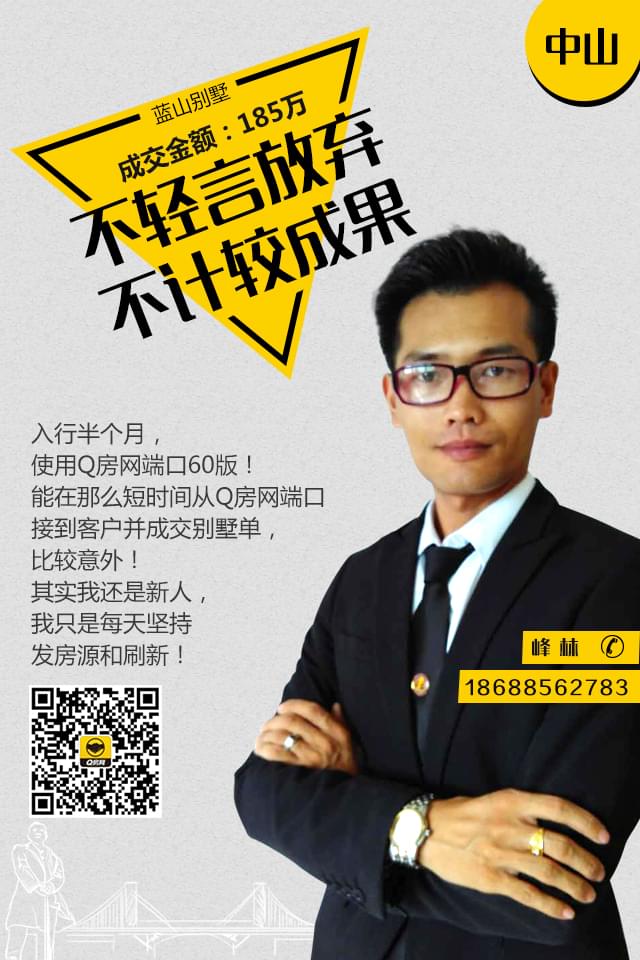 中山
蓝山别墅
成交金额：185万
不轻言放弃
不计较成果
入行半个月，
使用Q房网端口60版！
能在那么短时间从Q房网端口
接到客户并成交别墅单，
比较意外！
其实我还是新人，
我只是每天坚持
发房源和刷新！
峰林
18688562783
Q房网